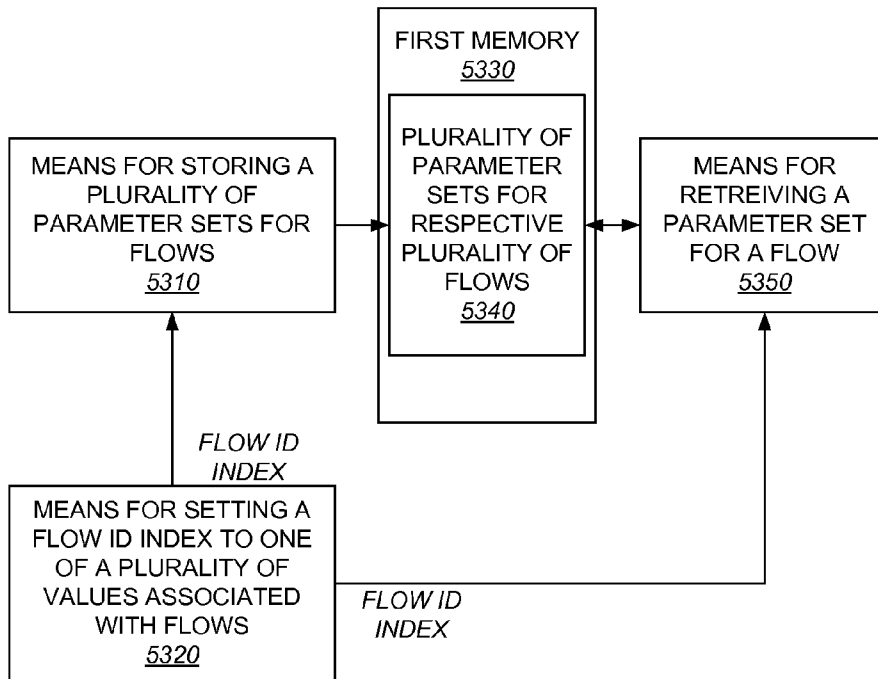 FIRST MEMORY
5330
PLURALITY OF
PARAMETER
SETS FOR
RESPECTIVE
PLURALITY OF
FLOWS
5340
MEANS FOR STORING A
PLURALITY OF
PARAMETER SETS FOR
FLOWS
5310
MEANS FOR
RETREIVING A
PARAMETER SET
FOR A FLOW
5350
FLOW ID
INDEX
MEANS FOR SETTING A
FLOW ID INDEX TO ONE
OF A PLURALITY OF
VALUES ASSOCIATED
WITH FLOWS
5320
FLOW ID
INDEX